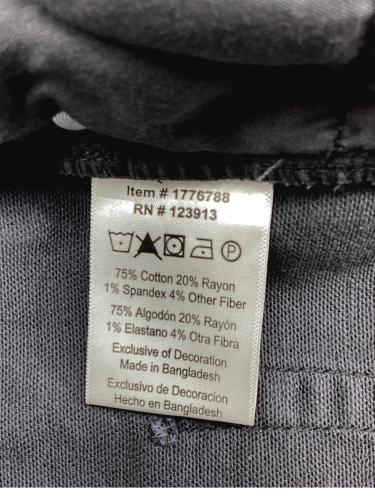 Item # 1776788
RN # 123913
P
75% Cotton 20% Rayon
1% Spandex 4% Other Fiber
75% Algodón 20% Rayón
1% Elastano 4% Otra Fibra
Exclusive of Decoration
Made in Bangladesh
Exclusivo de Decoracion
Hecho en Bangladesh